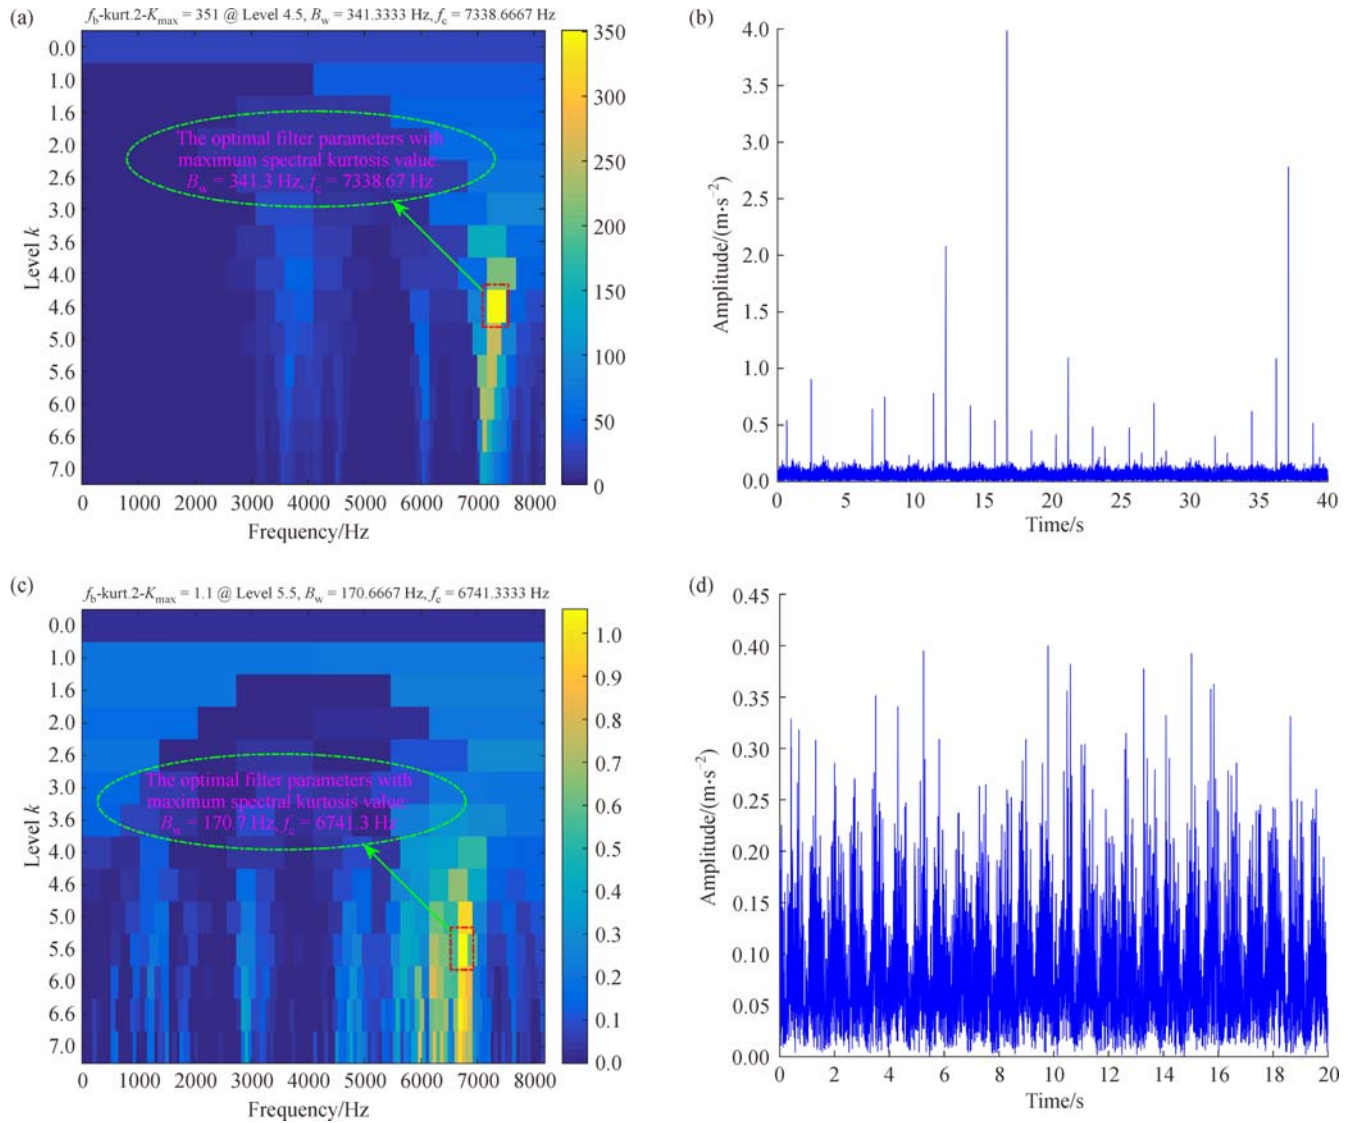 (a)
f_b-kurt.2-K_max = 351 @ Level 4.5, B_w = 341.3333 Hz, f_c = 7338.6667 Hz
0.0
1.0
1.6
2.0
2.6
3.0
3.6
4.0
4.6
5.0
5.6
6.0
6.6
7.0
Level k
The optimal filter parameters with
maximum spectral kurtosis value
B_w = 341.3 Hz, f_c = 7338.67 Hz
0 1000 2000 3000 4000 5000 6000 7000 8000
Frequency/Hz
350
300
250
200
150
100
50
0
(b)
4.0
3.5
3.0
2.5
2.0
1.5
1.0
0.5
0.0
Amplitude/(m·s⁻²)
0 5 10 15 20 25 30 35 40
Time/s
(c)
f_b-kurt.2-K_max = 1.1 @ Level 5.5, B_w = 170.6667 Hz, f_c = 6741.3333 Hz
0.0
1.0
1.6
2.0
2.6
3.0
3.6
4.0
4.6
5.0
5.6
6.0
6.6
7.0
Level k
The optimal filter parameters with
maximum spectral kurtosis value
B_w = 170.7 Hz, f_c = 6741.3 Hz
0 1000 2000 3000 4000 5000 6000 7000 8000
Frequency/Hz
1.0
0.9
0.8
0.7
0.6
0.5
0.4
0.3
0.2
0.1
0.0
(d)
0.45
0.40
0.35
0.30
0.25
0.20
0.15
0.10
0.05
0.00
Amplitude/(m·s⁻²)
0 2 4 6 8 10 12 14 16 18 20
Time/s